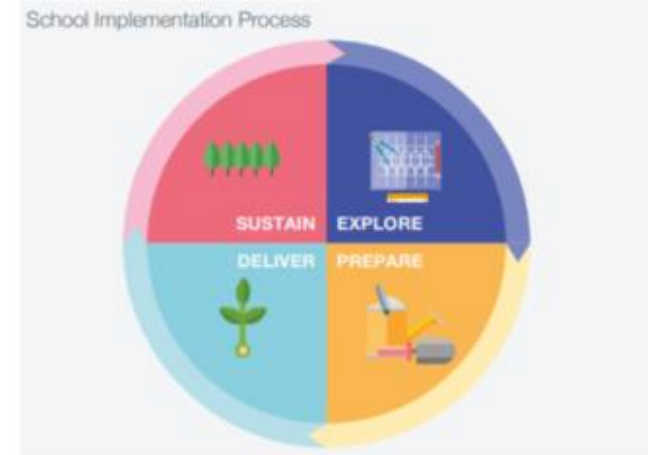 School Implementation Process
SUSTAIN EXPLORE
DELIVER PREPARE